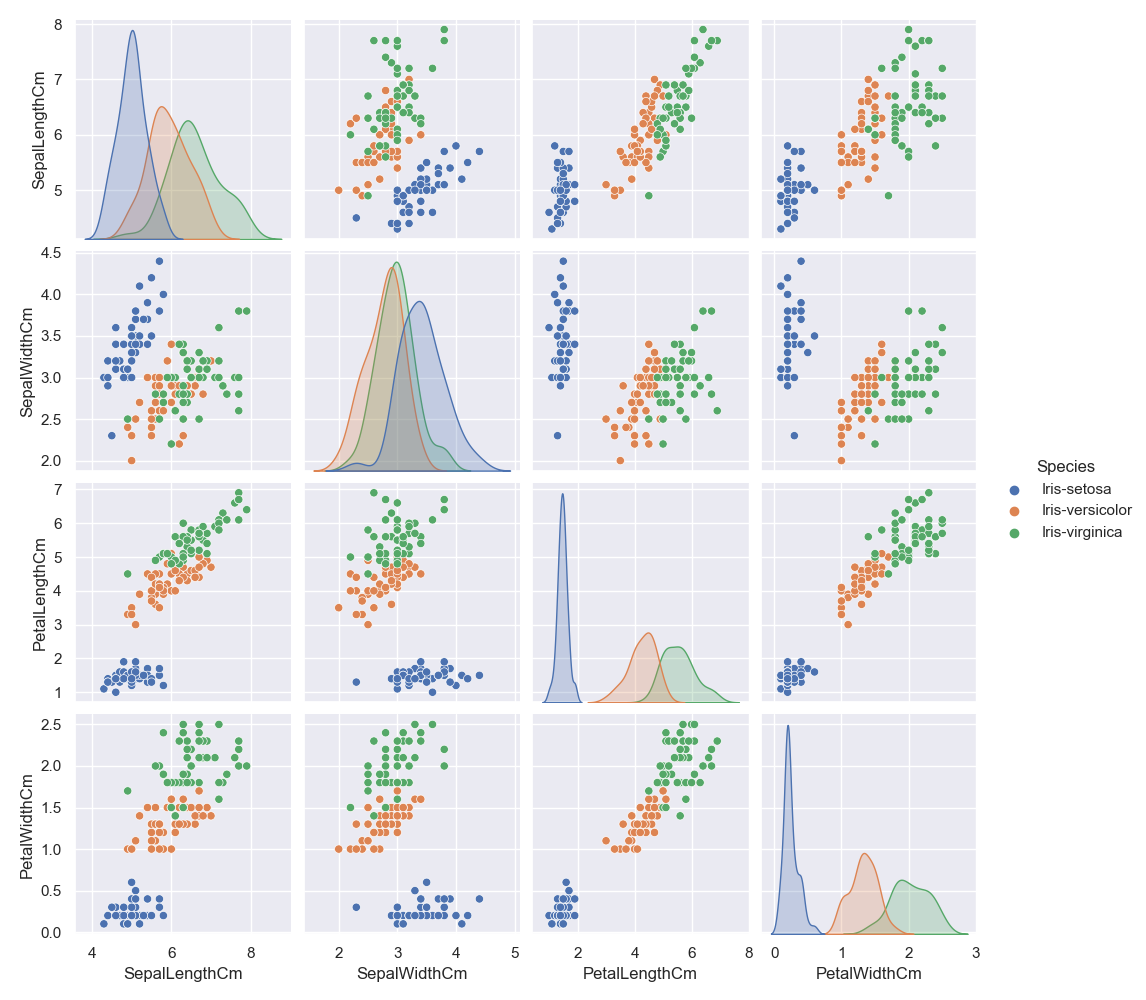 8
7
6
5
SepalLengthCm
4.5
4.0
3.5
3.0
2.5
2.0
SepalWidthCm
7
6
5
4
3
2
1
PetalLengthCm
2.5
2.0
1.5
1.0
0.5
0.0
PetalWidthCm
4 6 8
SepalLengthCm
2 3 4 5
SepalWidthCm
2 4 6 8
PetalLengthCm
0 1 2 3
PetalWidthCm
Species
Iris-setosa
Iris-versicolor
Iris-virginica